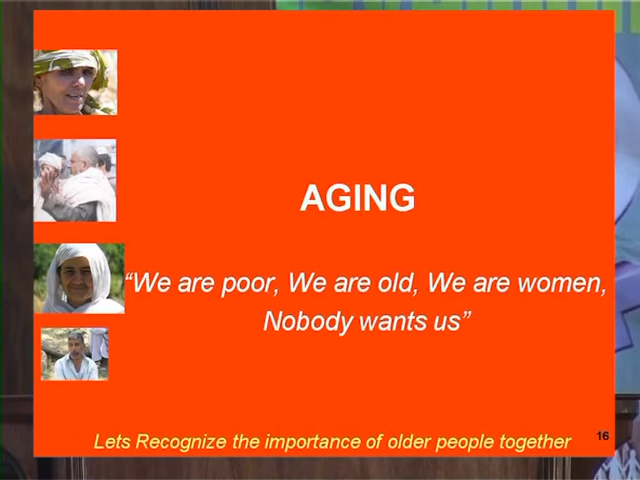 AGING
“We are poor, We are old, We are women,
Nobody wants us”
Lets Recognize the importance of older people together
16